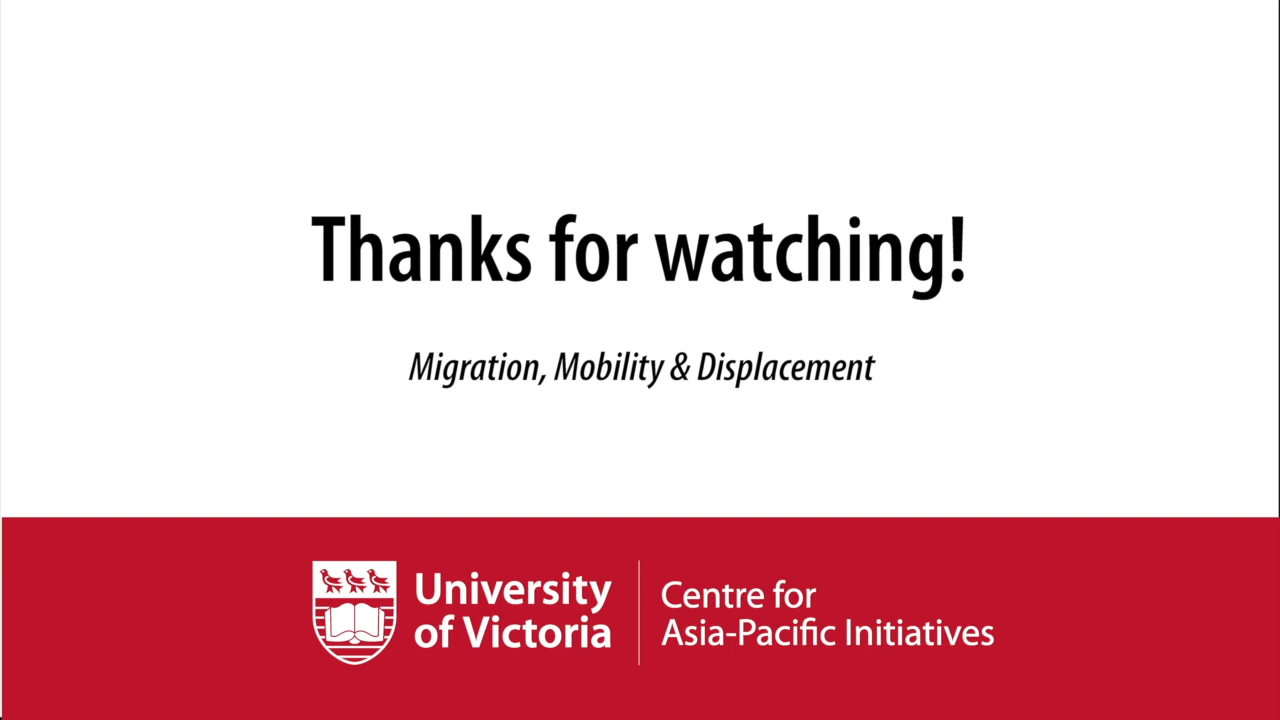 Thanks for watching!
Migration, Mobility & Displacement
University
of Victoria
Centre for
Asia-Pacific Initiatives